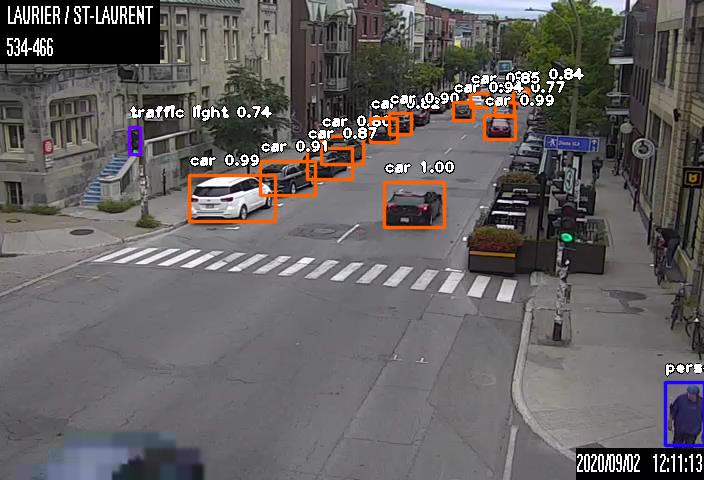 LAURIER / ST-LAURENT
534-466
car 0.85
0.84
car 0.94
0.77
car 0.90
car 0.99
traffic light 0.74
car 0.87
car 0.91
car 0.99
car 1.00
pers
2020/09/02 12:11:13